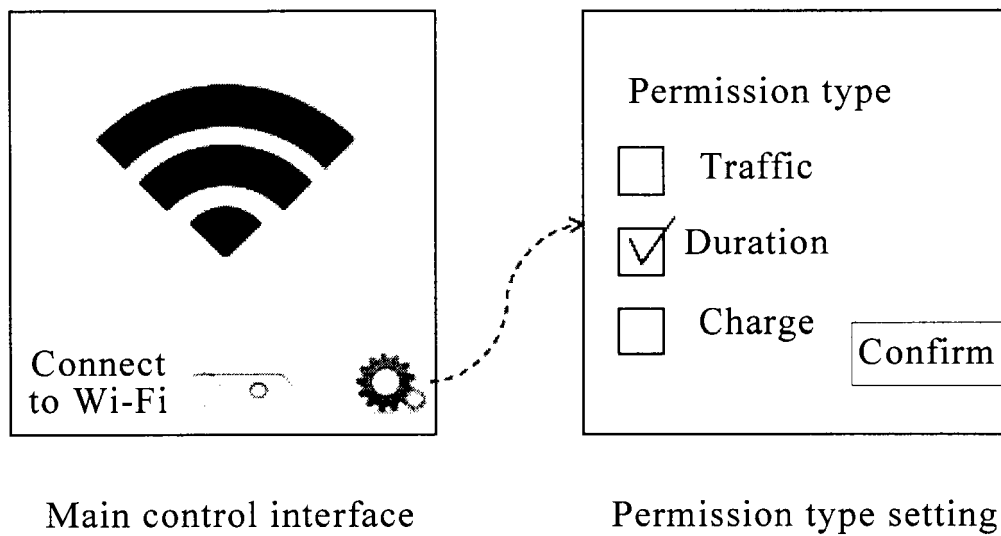 Connect
to Wi-Fi
Main control interface
Permission type
Traffic
Duration
Charge
Confirm
Permission type setting